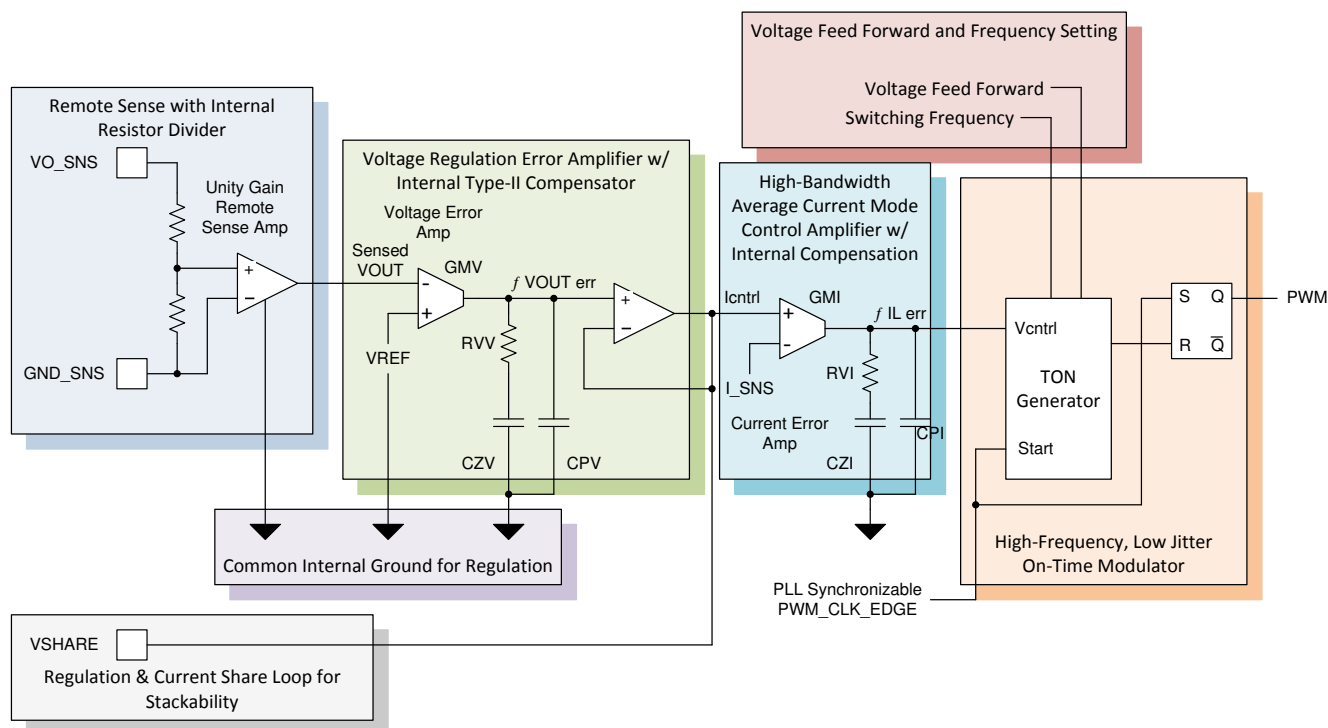 Voltage Feed Forward and Frequency Setting
Voltage Feed Forward
Switching Frequency
Remote Sense with Internal
Resistor Divider
VO_SNS
Unity Gain
Remote
Sense Amp
+
−
GND_SNS
Voltage Regulation Error Amplifier w/
Internal Type-II Compensator
Voltage Error
Amp
Sensed
VOUT
GMV
-
+
VREF
ƒ VOUT err
RVV
CZV
CPV
+
−
High-Bandwidth
Average Current Mode
Control Amplifier w/
Internal Compensation
Icntrl
GMI
+
-
I_SNS
ƒ IL err
RVI
Current Error
Amp
CPI
CZI
Vcntrl
TON
Generator
Start
S Q
R Q̅
PWM
High-Frequency, Low Jitter
On-Time Modulator
PLL Synchronizable
PWM_CLK_EDGE
Common Internal Ground for Regulation
VSHARE
Regulation & Current Share Loop for
Stackability